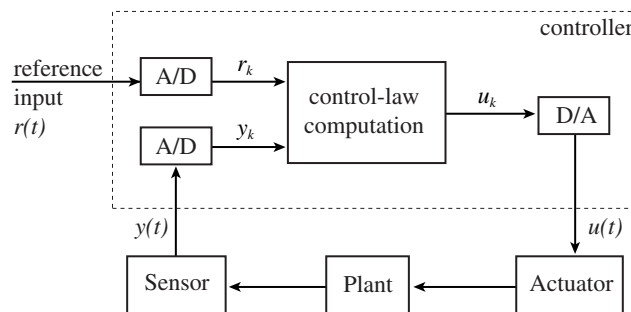 controller
reference
input
r(t)
A/D
r_k
A/D
y_k
control-law
computation
u_k
D/A
y(t)
u(t)
Sensor
Plant
Actuator